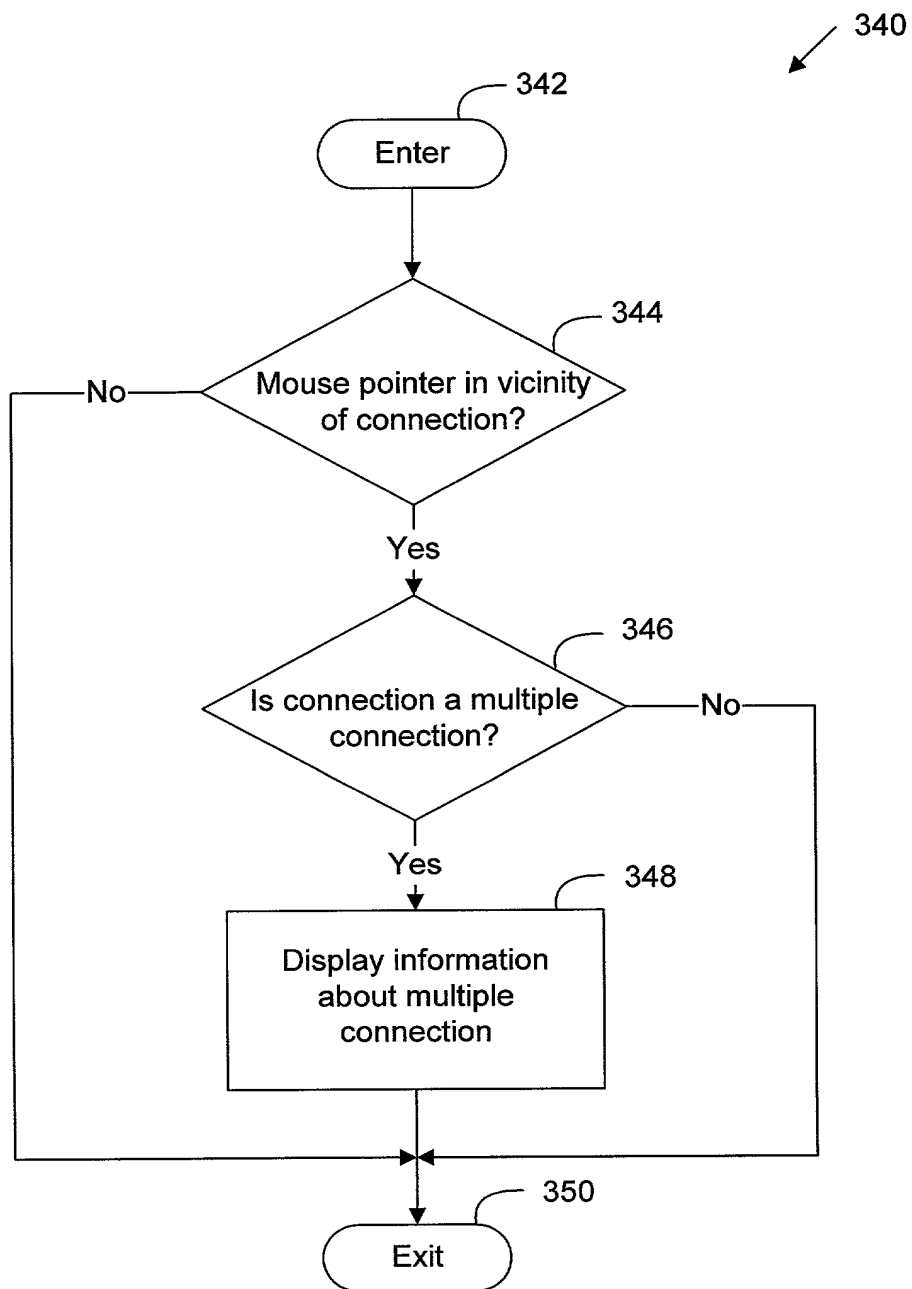 340
342
Enter
344
Mouse pointer in vicinity
of connection?
No
Yes
346
Is connection a multiple
connection?
No
Yes
348
Display information
about multiple
connection
350
Exit